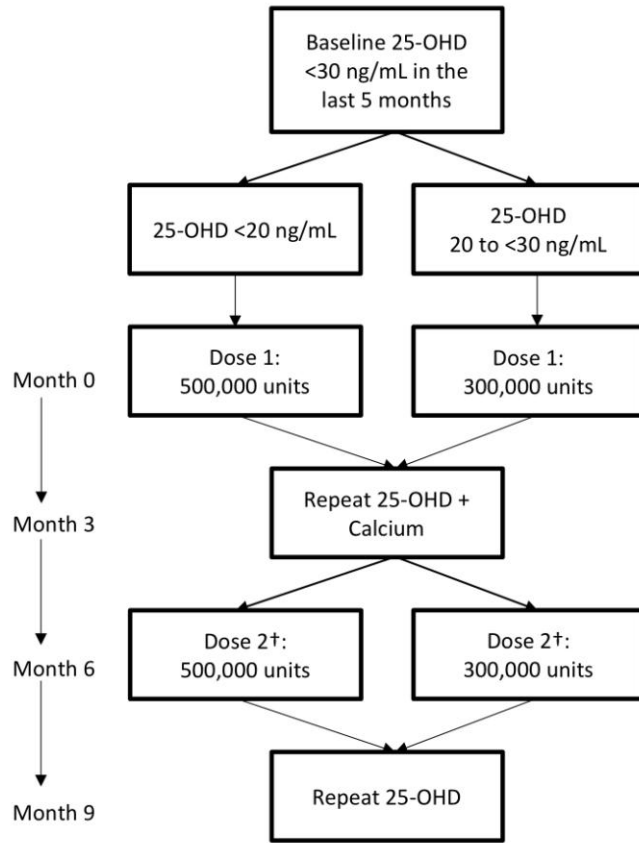 Baseline 25-OHD
<30 ng/mL in the
last 5 months
25-OHD <20 ng/mL
25-OHD
20 to <30 ng/mL
Month 0
Dose 1:
500,000 units
Dose 1:
300,000 units
Month 3
Repeat 25-OHD +
Calcium
Month 6
Dose 2†:
500,000 units
Dose 2†:
300,000 units
Month 9
Repeat 25-OHD